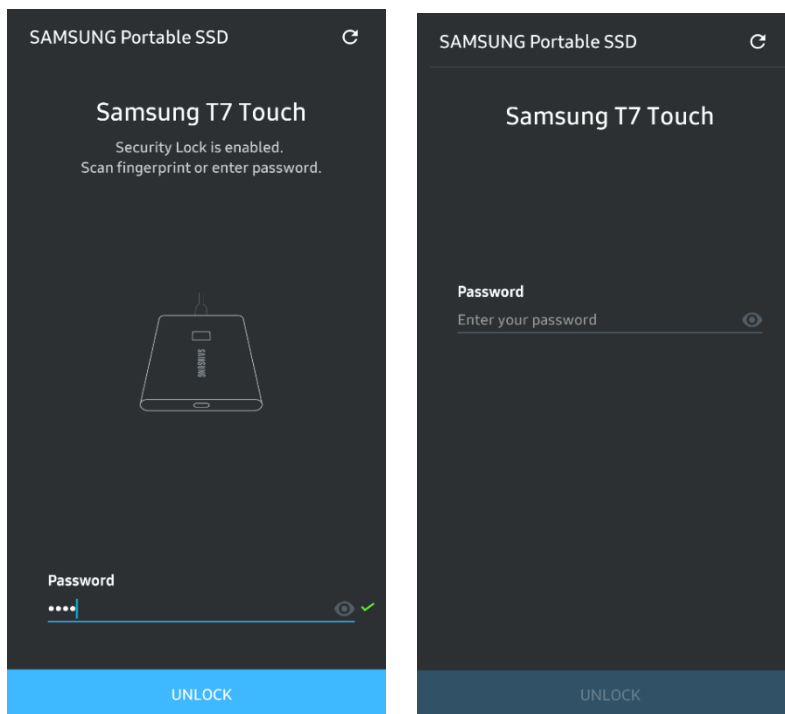 SAMSUNG Portable SSD
Samsung T7 Touch
Security Lock is enabled.
Scan fingerprint or enter password.
SAMSUNG
Password
••••
UNLOCK
SAMSUNG Portable SSD
Samsung T7 Touch
Password
Enter your password
UNLOCK